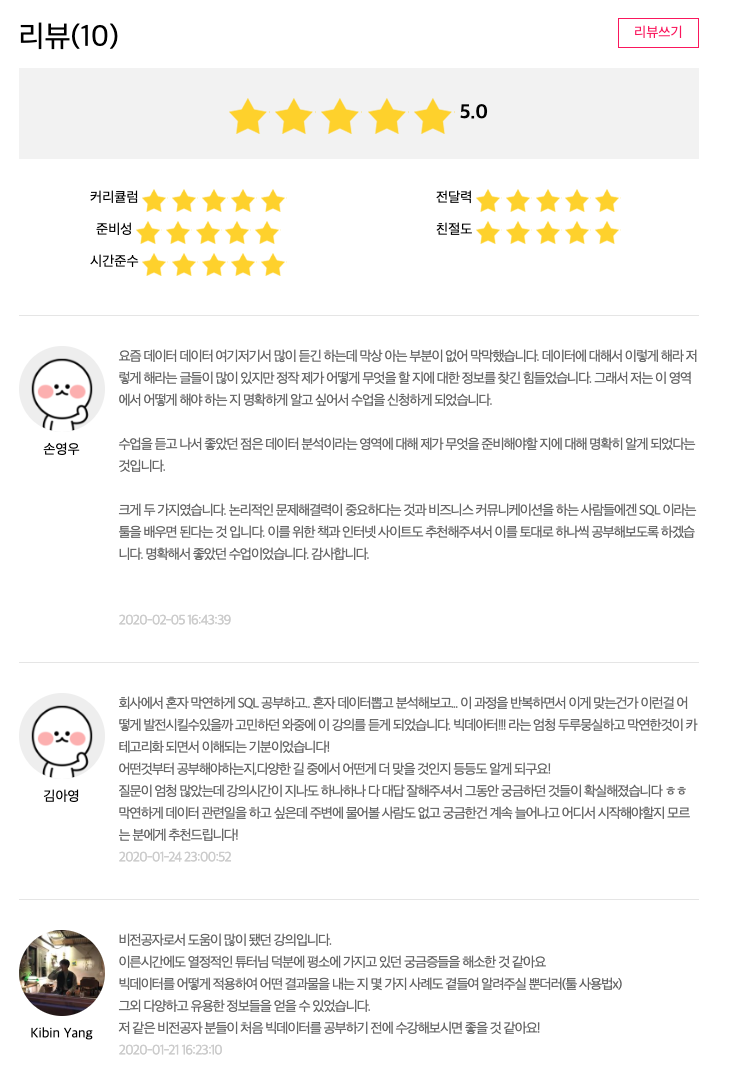 리뷰(10)
리뷰쓰기
5.0
커리큘럼
전달력
준비성
친절도
시간준수
요즘 데이터 데이터 여기저기서 많이 듣긴 하는데 막상 아는 부분이 없어 막막했습니다. 데이터에 대해서 이렇게 해라 저
렇게 해라는 글들이 많이 있지만 정작 제가 어떻게 무엇을 할 지에 대한 정보를 찾긴 힘들었습니다. 그래서 저는 이 영역
에서 어떻게 해야 하는 지 명확하게 알고 싶어서 수업을 신청하게 되었습니다.
수업을 듣고 나서 좋았던 점은 데이터 분석이라는 영역에 대해 제가 무엇을 준비해야할 지에 대해 명확히 알게 되었다는
것입니다.
크게 두 가지였습니다. 논리적인 문제해결력이 중요하다는 것과 비즈니스 커뮤니케이션을 하는 사람들에겐 SQL 이라는
툴을 배우면 된다는 것 입니다. 이를 위한 책과 인터넷 사이트도 추천해주셔서 이를 토대로 하나씩 공부해보도록 하겠습
니다. 명확해서 좋았던 수업이었습니다. 감사합니다.
손영우
2020-02-05 16:43:39
회사에서 혼자 막연하게 SQL 공부하고.. 혼자 데이터뽑고 분석해보고... 이 과정을 반복하면서 이게 맞는건가 이런걸 어
떻게 발전시킬수있을까 고민하던 와중에 이 강의를 듣게 되었습니다. 빅데아터!!! 라는 엄청 두루뭉실하고 막연한것이 카
테고리화 되면서 이해되는 기분이었습니다!
어떤것부터 공부해야하는지,다양한 길 중에서 어떤게 더 맞을 것인지 등등도 알게 되구요!
질문이 엄청 많았는데 강의시간이 지나도 하나하나 다 대답 잘해주셔서 그동안 궁금하던 것들이 확실해졌습니다 ㅎㅎ
막연하게 데이터 관련일을 하고 싶은데 주변에 물어볼 사람도 없고 궁금한건 계속 늘어나고 어디서 시작해야할지 모르
는 분에게 추천드립니다!
김아영
2020-01-24 23:00:52
비전공자로서 도움이 많이 됐던 강의입니다.
이른시간에도 열정적인 튜터님 덕분에 평소에 가지고 있던 궁금증들을 해소한 것 같아요
빅데이터를 어떻게 적용하여 어떤 결과물을 내는 지 몇 가지 사례도 곁들여 알려주실 뿐더러(툴 사용법x)
그외 다양하고 유용한 정보들을 얻을 수 있었습니다.
저 같은 비전공자 분들이 처음 빅데이터를 공부하기 전에 수강해보시면 좋을 것 같아요!
Kibin Yang
2020-01-21 16:23:10